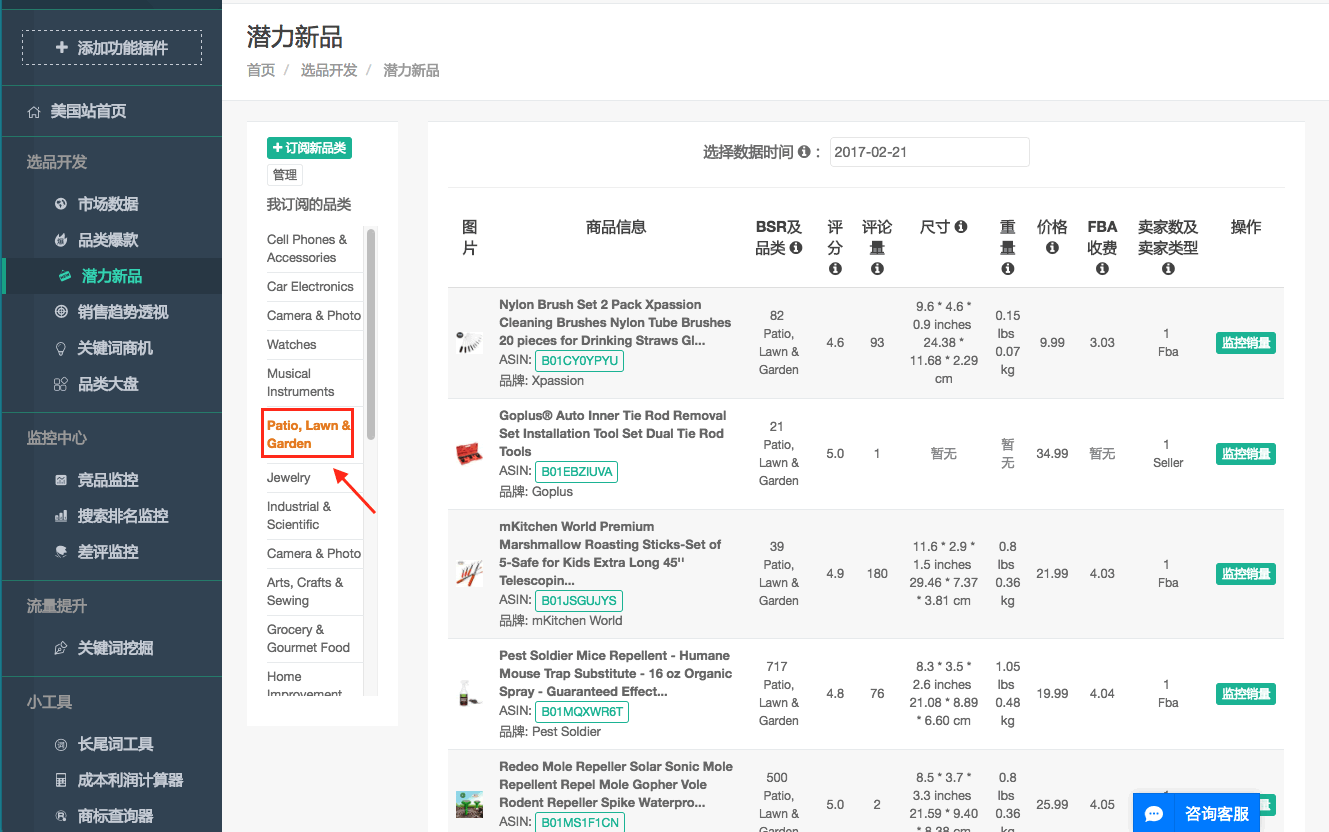 添加功能插件
美国站首页
选品开发
市场数据
品类爆款
潜力新品
销售趋势透视
关键词商机
品类大盘
监控中心
竞品监控
搜索排名监控
差评监控
流量提升
关键词挖掘
小工具
长尾词工具
成本利润计算器
商标查询器
潜力新品
首页 / 选品开发 / 潜力新品
订阅新品类
管理
我订阅的品类
Cell Phones &
Accessories
Car Electronics
Camera & Photo
Watches
Musical
Instruments
Patio, Lawn &
Garden
Jewelry
Industrial &
Scientific
Camera & Photo
Arts, Crafts &
Sewing
Grocery &
Gourmet Food
Home
Improvement
选择数据时间 : 2017-02-21
图
片
商品信息
BSR及
品类
评
分
评论
量
尺寸
重
量
价格
FBA
收费
卖家数及
卖家类型
操作
Nylon Brush Set 2 Pack Xpassion
Cleaning Brushes Nylon Tube Brushes
20 pieces for Drinking Straws Gl...
ASIN: B01CY0YPYU
品牌: Xpassion
82
Patio,
Lawn &
Garden
4.6
93
9.6 * 4.6 *
0.9 inches
24.38 *
11.68 * 2.29
cm
0.15
lbs
0.07
kg
9.99
3.03
1
Fba
监控销量
Goplus® Auto Inner Tie Rod Removal
Set Installation Tool Set Dual Tie Rod
Tools
ASIN: B01EBZIUVA
品牌: Goplus
21
Patio,
Lawn &
Garden
5.0
1
暂无
暂
无
34.99
暂无
1
Seller
监控销量
mKitchen World Premium
Marshmallow Roasting Sticks-Set of
5-Safe for Kids Extra Long 45''
Telescopin...
ASIN: B01JSGUJYS
品牌: mKitchen World
39
Patio,
Lawn &
Garden
4.9
180
11.6 * 2.9 *
1.5 inches
29.46 * 7.37
* 3.81 cm
0.8
lbs
0.36
kg
21.99
4.03
1
Fba
监控销量
Pest Soldier Mice Repellent - Humane
Mouse Trap Substitute - 16 oz Organic
Spray - Guaranteed Effect...
ASIN: B01MQXWR6T
品牌: Pest Soldier
717
Patio,
Lawn &
Garden
4.8
76
8.3 * 3.5 *
2.6 inches
21.08 * 8.89
* 6.60 cm
1.05
lbs
0.48
kg
19.99
4.04
1
Fba
监控销量
Redeo Mole Repeller Solar Sonic Mole
Repellent Repel Mole Gopher Vole
Rodent Repeller Spike Waterpro...
ASIN: B01MS1F1CN
500
Patio,
Lawn &
Garden
5.0
2
8.5 * 3.7 *
3.3 inches
21.59 * 9.40
* 8.38 cm
0.8
lbs
0.36
kg
25.99
4.05
量
咨询客服